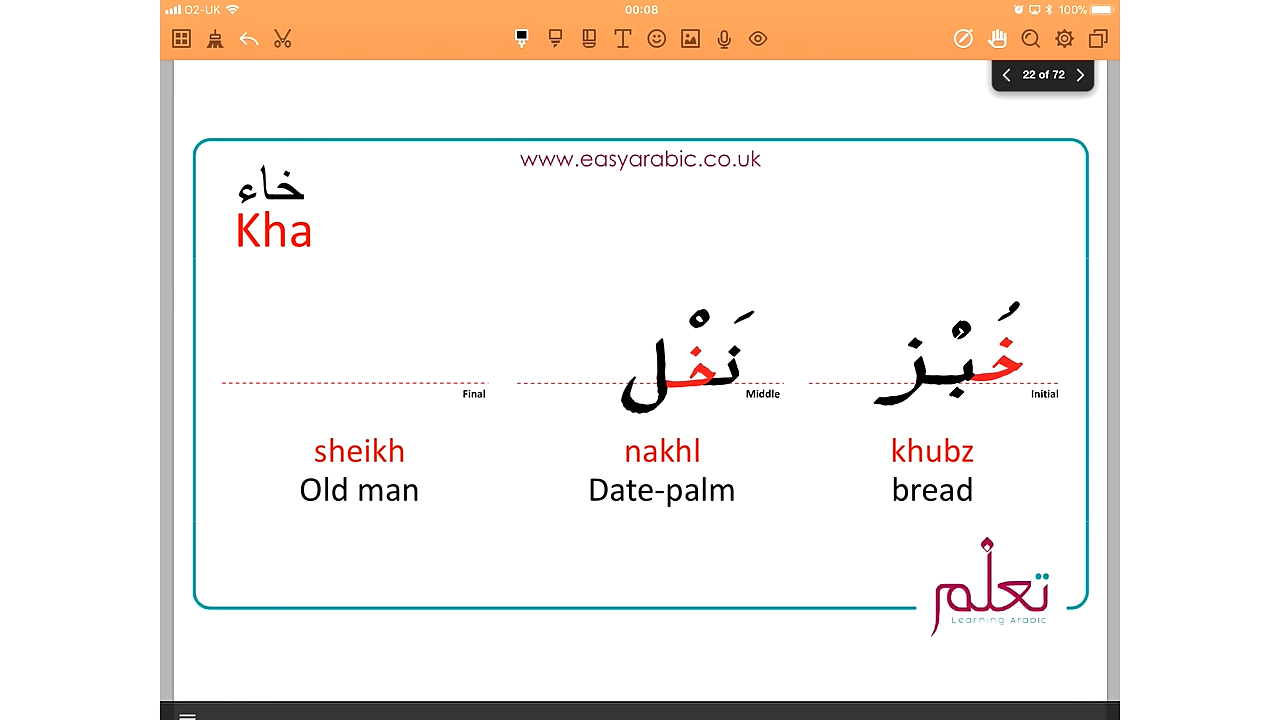 O2-UK 00:08 100%
22 of 72
www.easyarabic.co.uk
خاء
Kha
خُبْز
نَخْل
Initial
Middle
Final
khubz
nakhl
sheikh
bread
Date-palm
Old man
تعلم
Learning Arabic